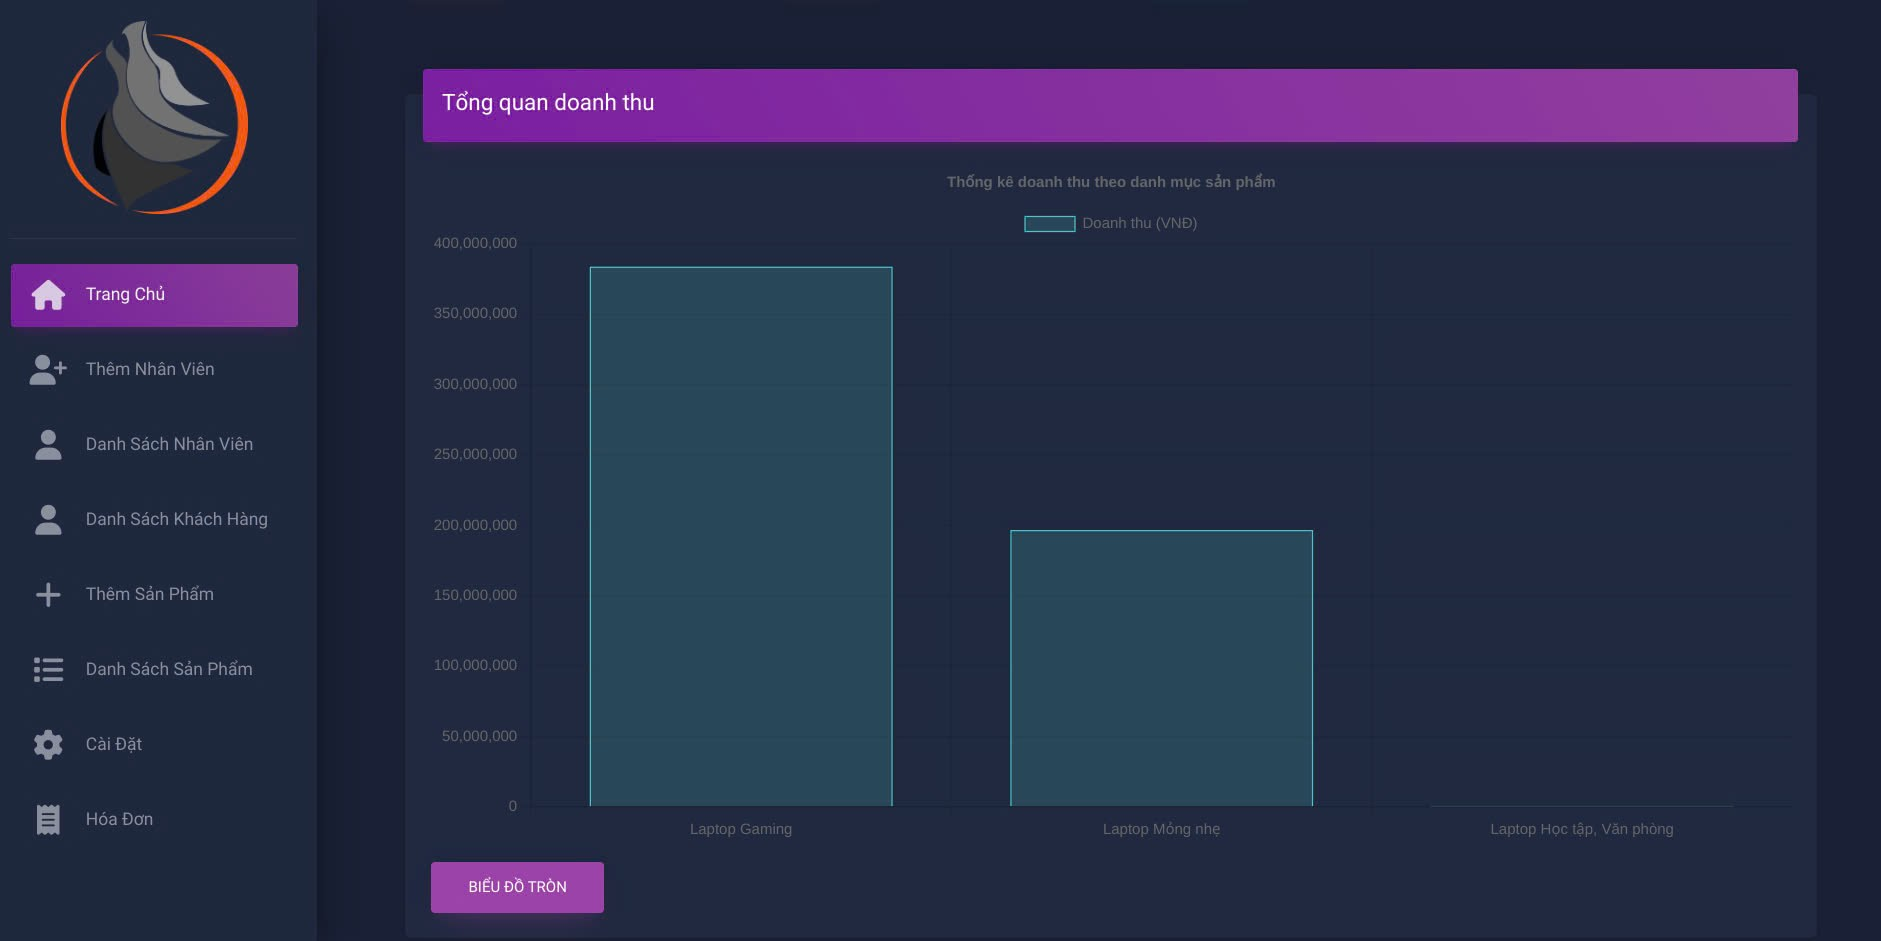 Tổng quan doanh thu
Trang Chủ
Thêm Nhân Viên
Danh Sách Nhân Viên
Danh Sách Khách Hàng
Thêm Sản Phẩm
Danh Sách Sản Phẩm
Cài Đặt
Hóa Đơn
Thống kê doanh thu theo danh mục sản phẩm
Doanh thu (VNĐ)
400,000,000
350,000,000
300,000,000
250,000,000
200,000,000
150,000,000
100,000,000
50,000,000
0
Laptop Gaming
Laptop Mỏng nhẹ
Laptop Học tập, Văn phòng
BIỂU ĐỒ TRÒN